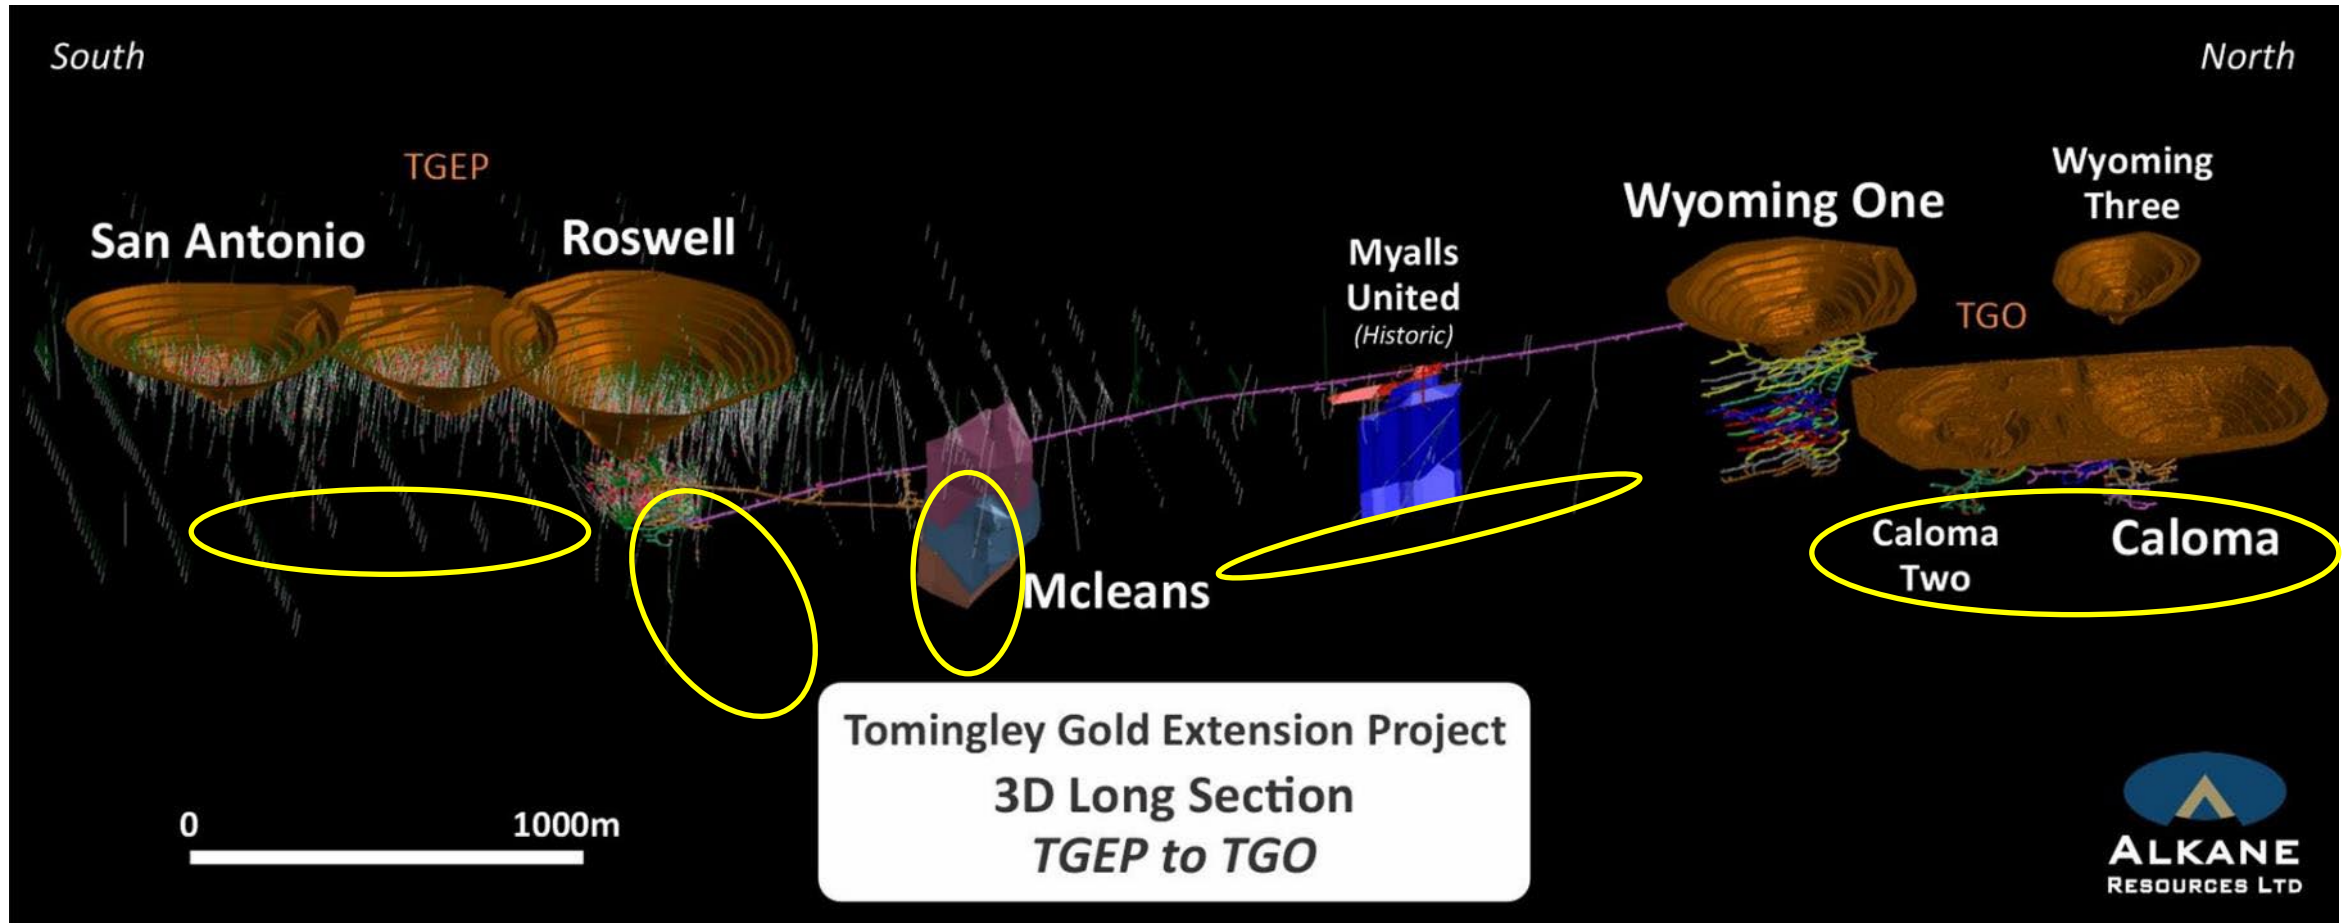 South
North
TGEP
San Antonio
Roswell
Myalls
United
(Historic)
Wyoming One
Wyoming
Three
TGO
Caloma
Two
Caloma
Mcleans
Tomingley Gold Extension Project
3D Long Section
TGEP to TGO
0
1000m
ALKANE
RESOURCES LTD